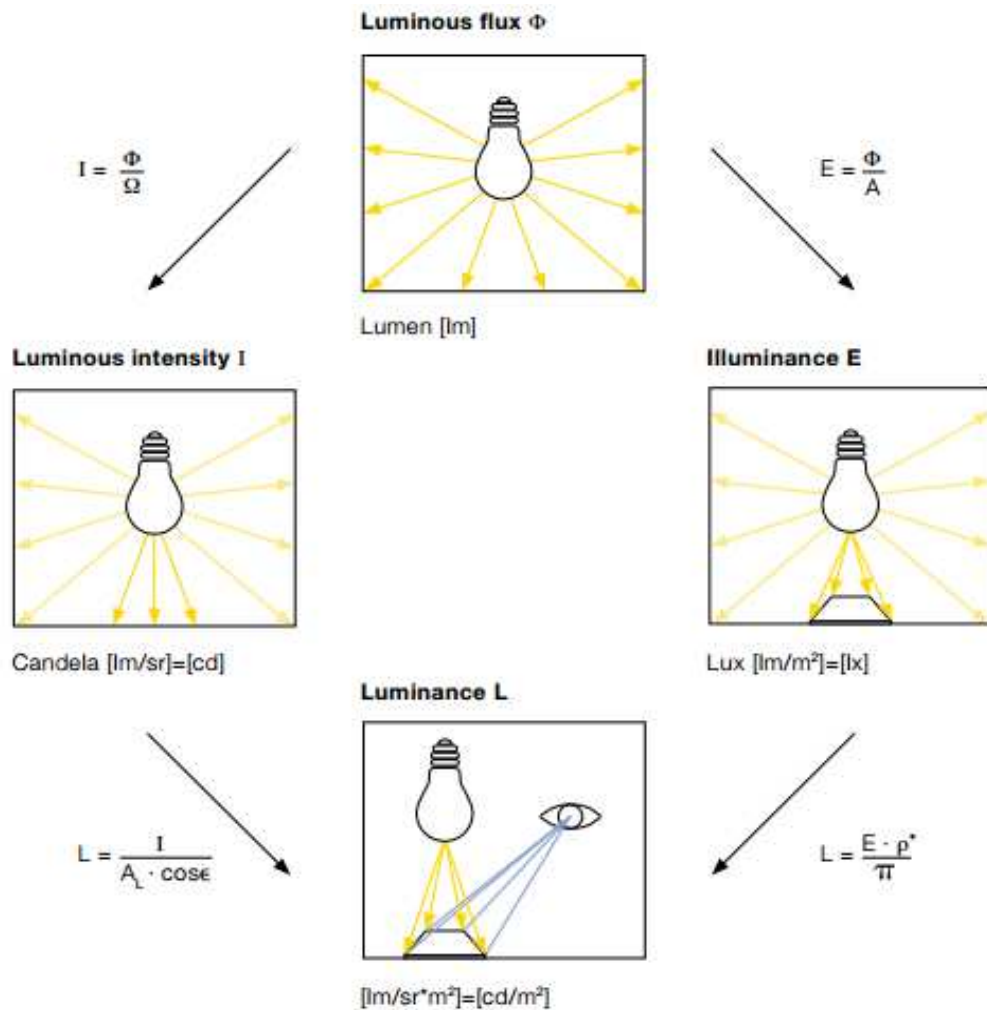 Luminous flux Φ
I = Φ/Ω
E = Φ/A
Lumen [lm]
Luminous intensity I
Illuminance E
Candela [lm/sr]=[cd]
Lux [lm/m²]=[lx]
Luminance L
L = I/(A_L · cosϵ)
L = E · ρ*/π
[lm/sr*m²]=[cd/m²]